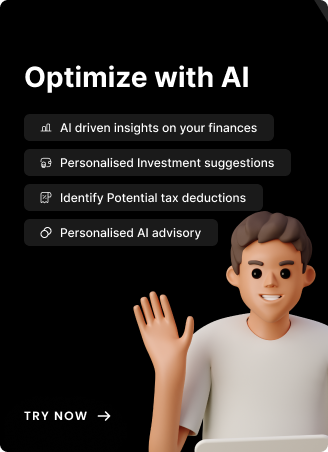 Optimize with AI
AI driven insights on your finances
Personalised Investment suggestions
Identify Potential tax deductions
Personalised AI advisory
TRY NOW